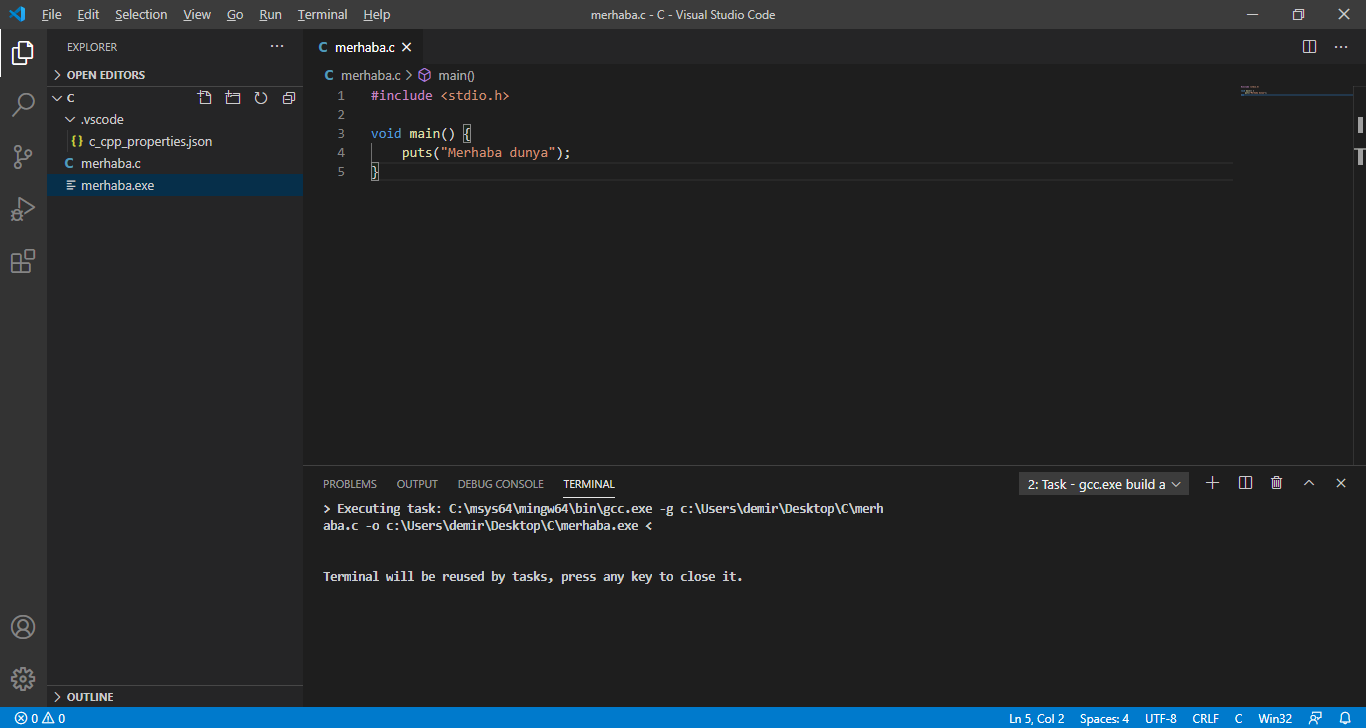 File Edit Selection View Go Run Terminal Help merhaba.c - C - Visual Studio Code
EXPLORER
OPEN EDITORS
C
.vscode
{} c_cpp_properties.json
C merhaba.c
merhaba.exe
OUTLINE
C merhaba.c
C merhaba.c > main()
1 #include <stdio.h>
2
3 void main() {
4     puts("Merhaba dunya");
5 }
PROBLEMS OUTPUT DEBUG CONSOLE TERMINAL 2: Task - gcc.exe build a
> Executing task: C:\msys64\mingw64\bin\gcc.exe -g c:\Users\demir\Desktop\C\merh
aba.c -o c:\Users\demir\Desktop\C\merhaba.exe <
Terminal will be reused by tasks, press any key to close it.
0 0 Ln 5, Col 2 Spaces: 4 UTF-8 CRLF C Win32